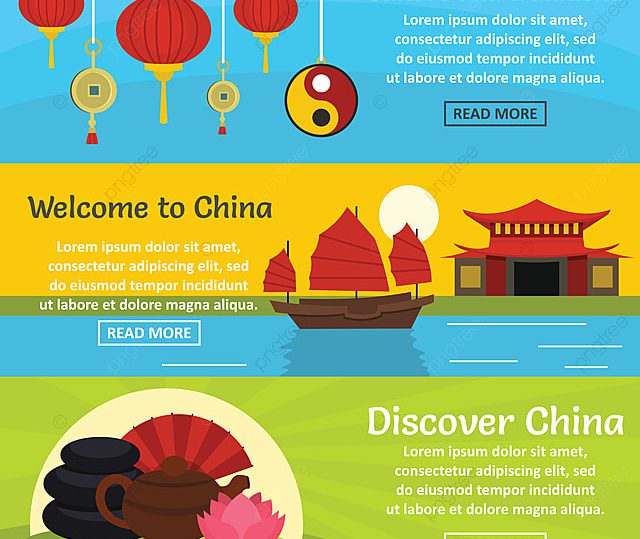 Lorem ipsum dolor sit amet,
consectetur adipiscing elit, sed
do eiusmod tempor incididunt
ut labore et dolore magna aliqua.
READ MORE
Welcome to China
Lorem ipsum dolor sit amet,
consectetur adipiscing elit, sed
do eiusmod tempor incididunt
ut labore et dolore magna aliqua.
READ MORE
Discover China
Lorem ipsum dolor sit amet,
consectetur adipiscing elit, sed
do eiusmod tempor incididunt
ut labore et dolore magna aliqua.
pngtree